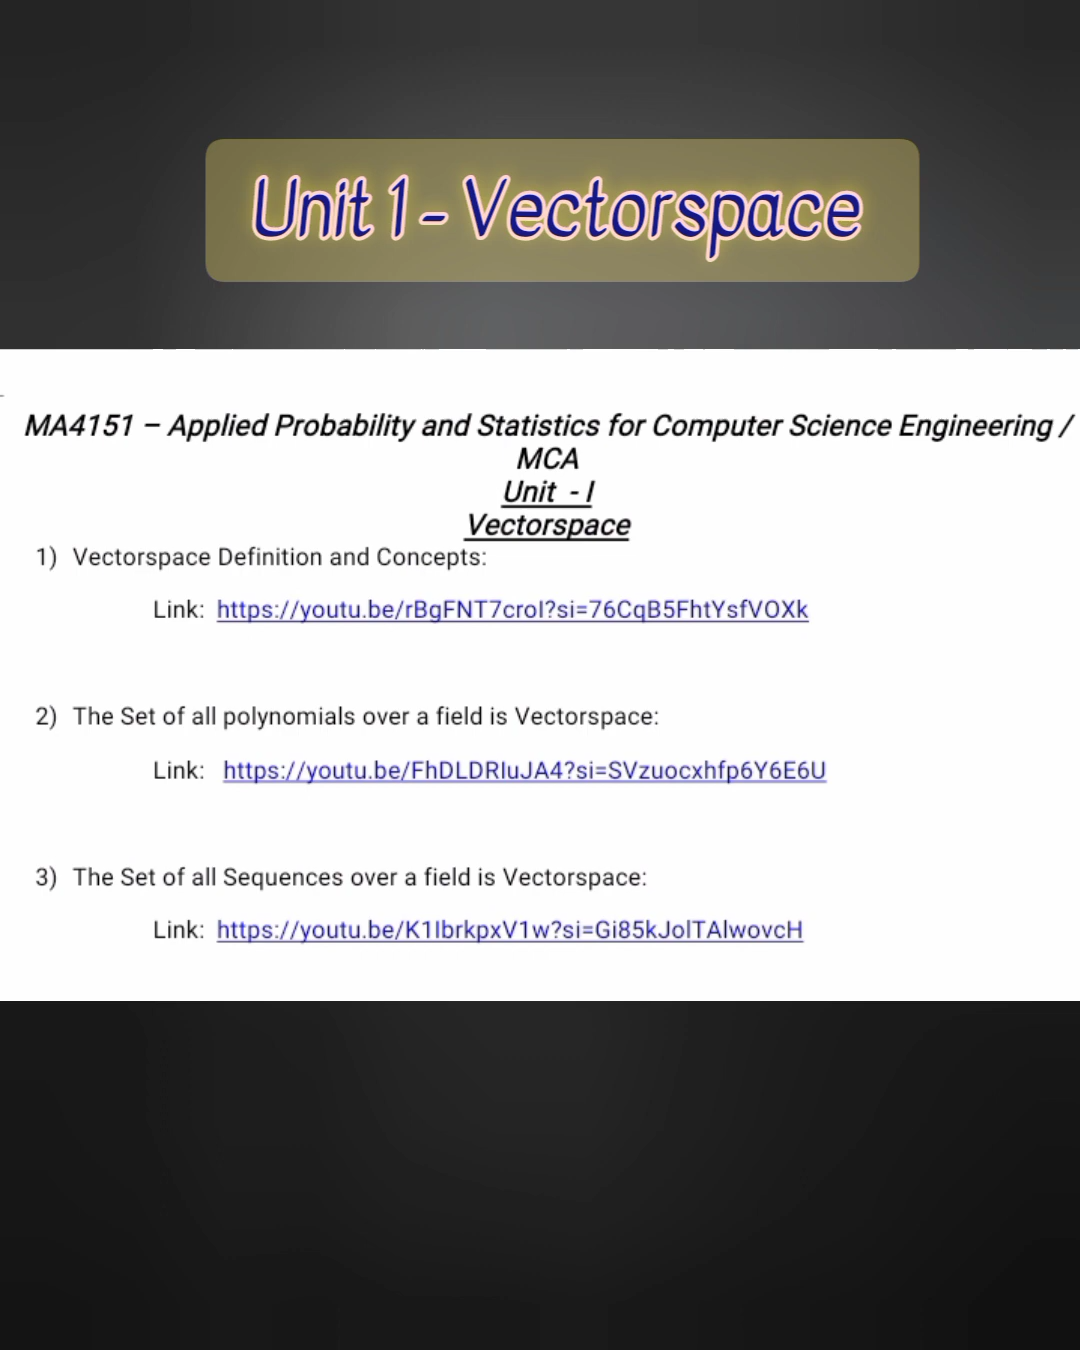 Unit 1 - Vectorspace
MA4151 – Applied Probability and Statistics for Computer Science Engineering /
MCA
Unit - I
Vectorspace
1) Vectorspace Definition and Concepts:
Link: https://youtu.be/rBgFNT7croI?si=76CqB5FhtYsfVOXk
2) The Set of all polynomials over a field is Vectorspace:
Link: https://youtu.be/FhDLDRIuJA4?si=SVzuocxhfp6Y6E6U
3) The Set of all Sequences over a field is Vectorspace:
Link: https://youtu.be/K1IbrkpxV1w?si=Gi85kJolTAlwovcH